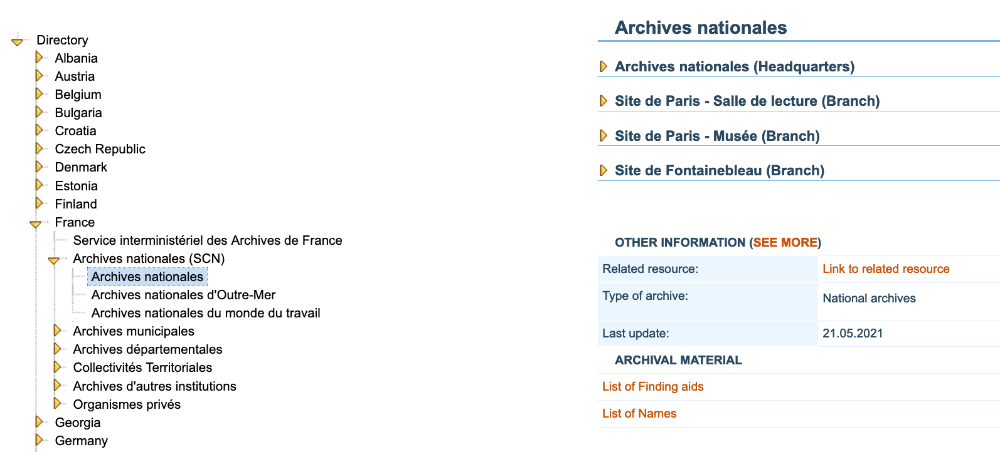 Directory
Albania
Austria
Belgium
Bulgaria
Croatia
Czech Republic
Denmark
Estonia
Finland
France
Service interministériel des Archives de France
Archives nationales (SCN)
Archives nationales
Archives nationales d'Outre-Mer
Archives nationales du monde du travail
Archives municipales
Archives départementales
Collectivités Territoriales
Archives d'autres institutions
Organismes privés
Georgia
Germany
Archives nationales
Archives nationales (Headquarters)
Site de Paris - Salle de lecture (Branch)
Site de Paris - Musée (Branch)
Site de Fontainebleau (Branch)
OTHER INFORMATION (SEE MORE)
Related resource: Link to related resource
Type of archive: National archives
Last update: 21.05.2021
ARCHIVAL MATERIAL
List of Finding aids
List of Names